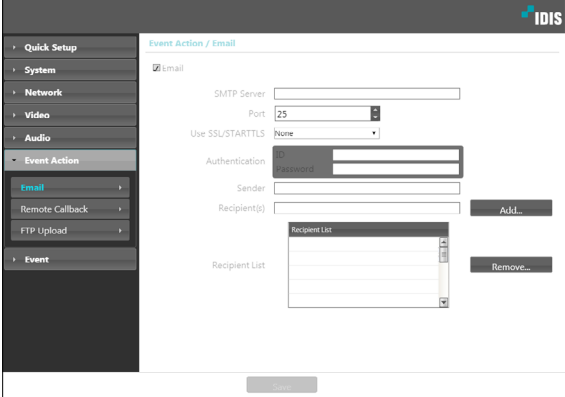 IDIS
Quick Setup
System
Network
Video
Audio
Event Action
Email
Remote Callback
FTP Upload
Event
Event Action / Email
Email
SMTP Server
Port 25
Use SSL/STARTTLS None
Authentication
ID
Password
Sender
Recipient(s) Add...
Recipient List
Recipient List Remove...
Save